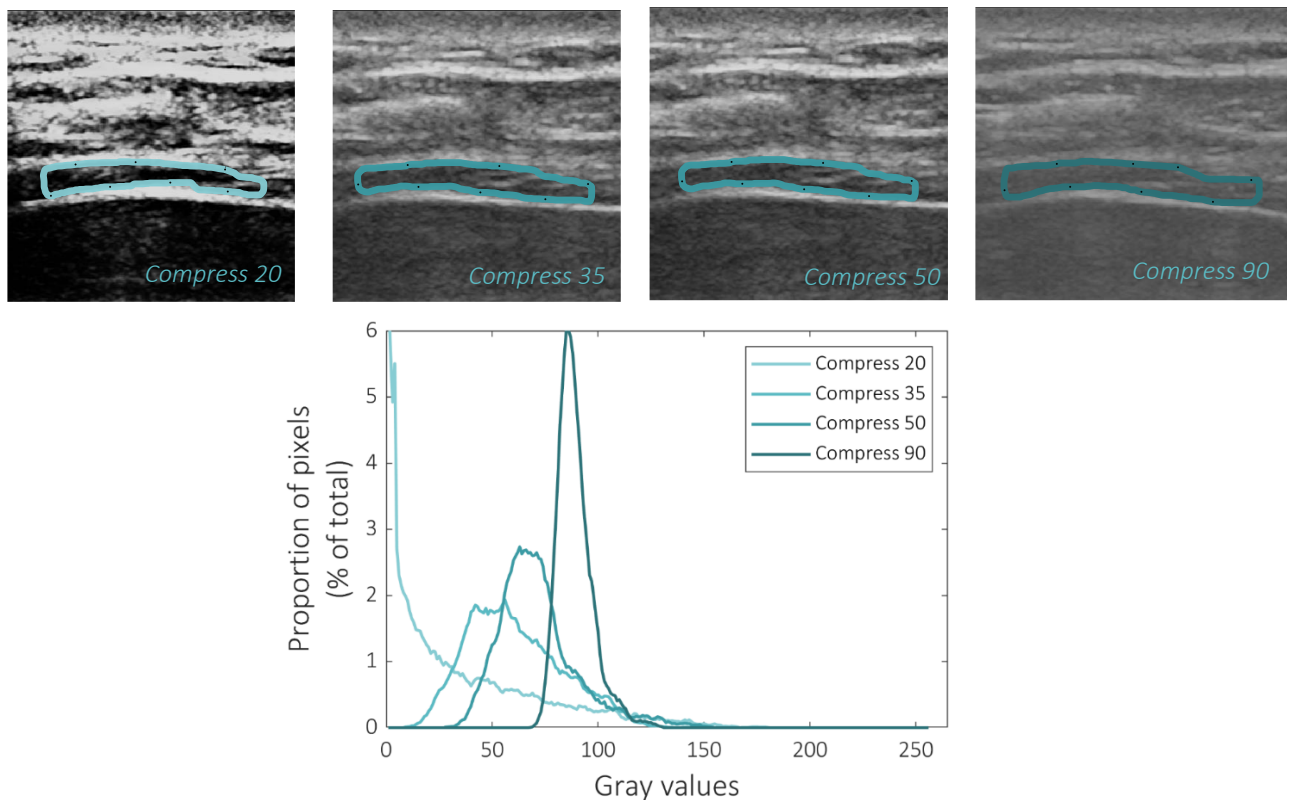 Compress 20
Compress 35
Compress 50
Compress 90
6
5
4
3
2
1
0
Proportion of pixels
(% of total)
Compress 20
Compress 35
Compress 50
Compress 90
0 50 100 150 200 250
Gray values